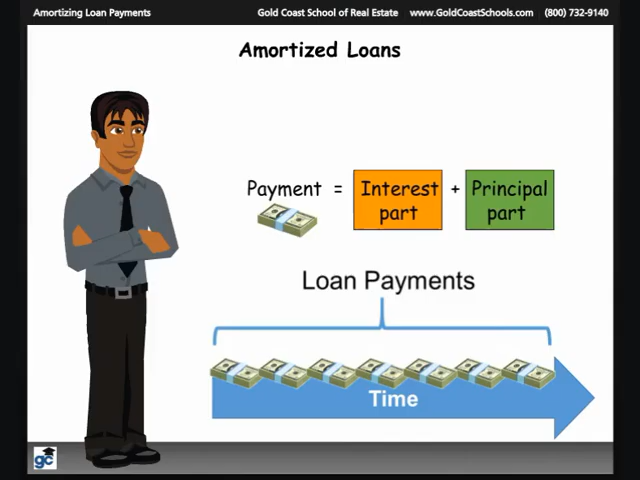 Amortizing Loan Payments
Gold Coast School of Real Estate www.GoldCoastSchools.com (800) 732-9140
Amortized Loans
Payment = Interest part + Principal part
Loan Payments
Time
gc